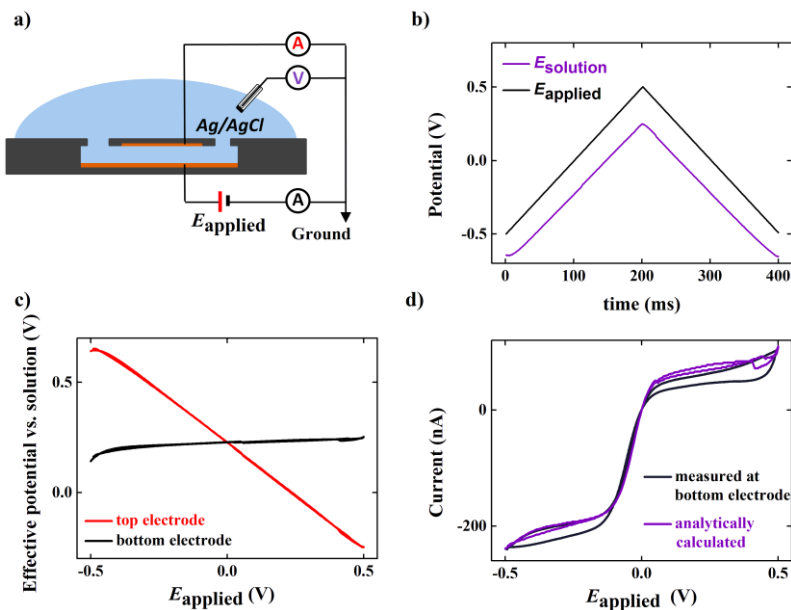 a)
A
V
Ag/AgCl
A
Eapplied
Ground
b)
Esolution
Eapplied
Potential (V)
0.5
0.0
-0.5
0
100
200
300
400
time (ms)
c)
Effective potential vs. solution (V)
0.5
0.0
top electrode
bottom electrode
-0.5
0.0
0.5
Eapplied (V)
d)
Current (nA)
0
-200
measured at
bottom electrode
analytically
calculated
-0.5
0.0
0.5
Eapplied (V)